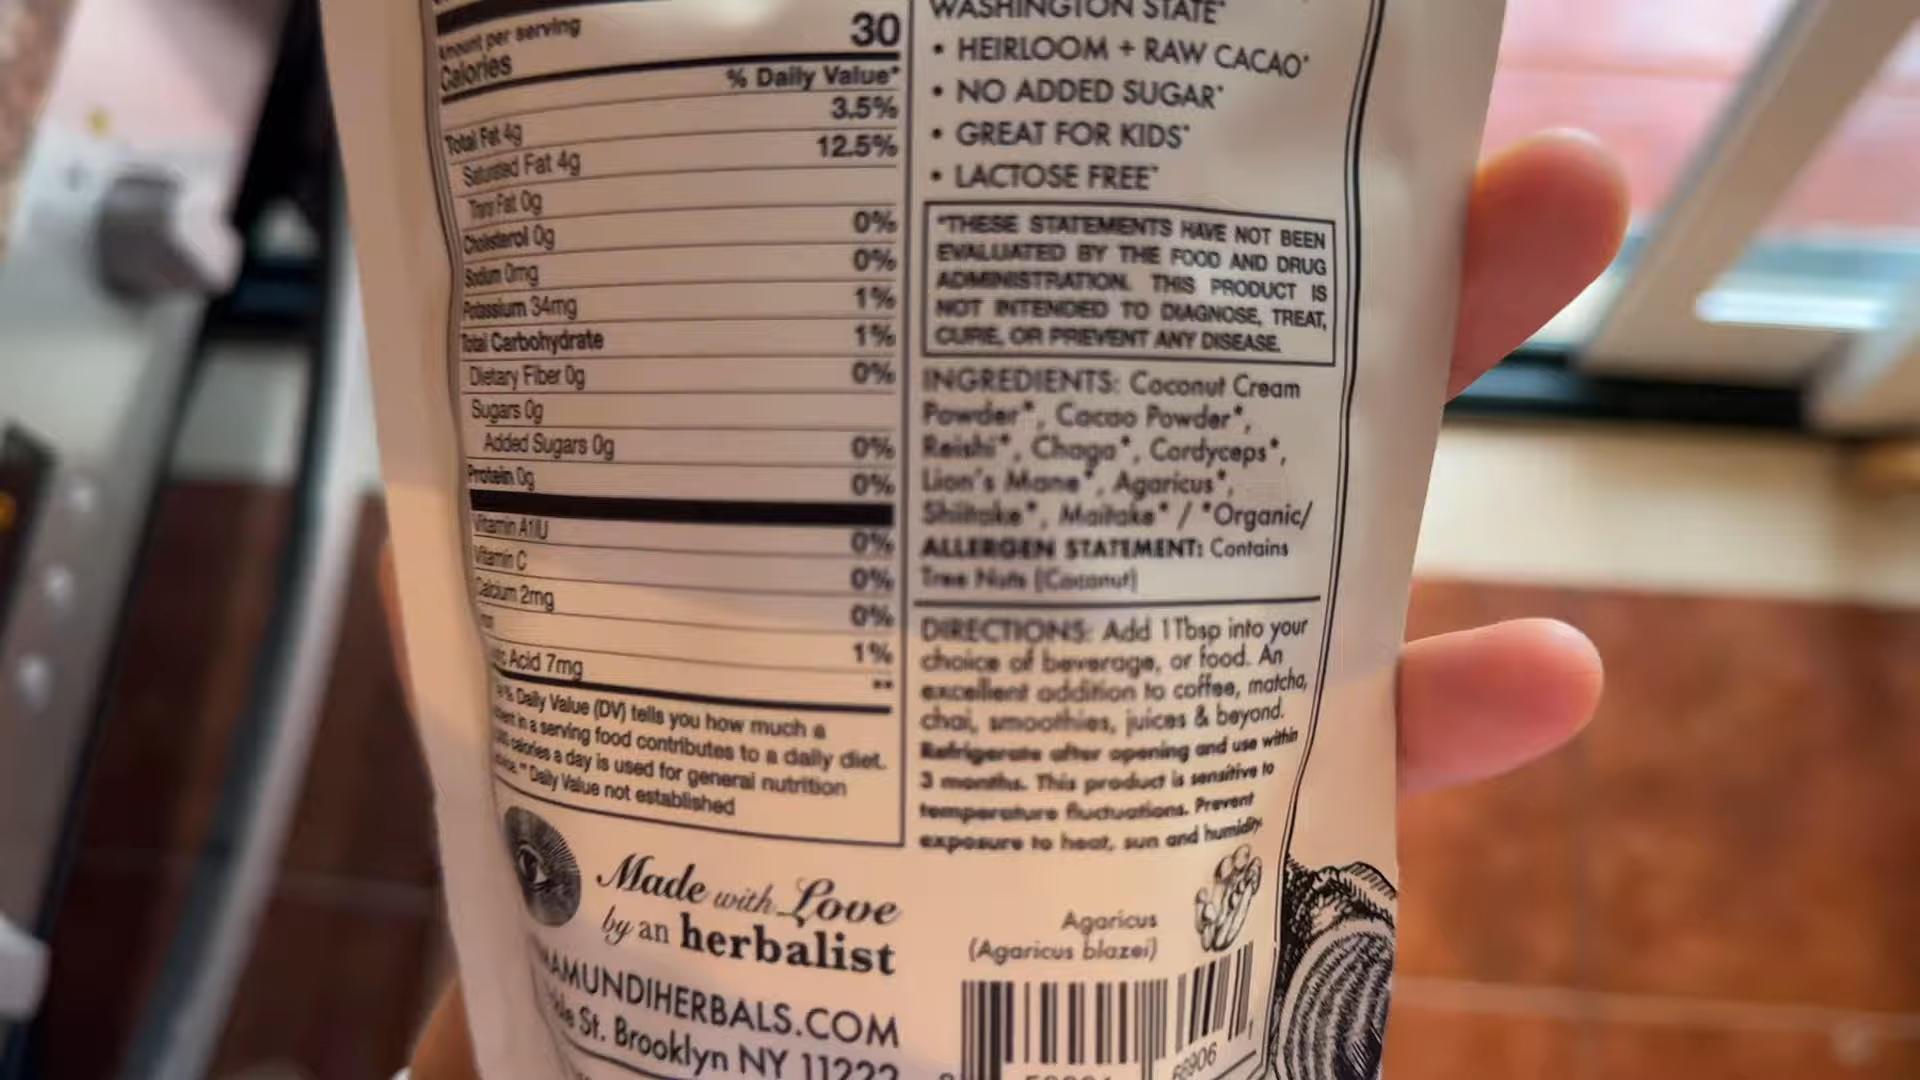 Amount per serving
Calories 30
% Daily Value*
Total Fat 4g 3.5%
Saturated Fat 4g 12.5%
Trans Fat 0g
Cholesterol 0g 0%
Sodium 0mg 0%
Potassium 34mg 1%
Total Carbohydrate 1%
Dietary Fiber 0g 0%
Sugars 0g
Added Sugars 0g 0%
Protein 0g 0%
Vitamin A1IU 0%
Vitamin C 0%
Calcium 2mg 0%
1%
Acid 7mg **
% Daily Value (DV) tells you how much a
in a serving food contributes to a daily diet.
calories a day is used for general nutrition
** Daily Value not established
Made with Love
by an herbalist
AMUNDIHERBALS.COM
St. Brooklyn NY 11222
WASHINGTON STATE*
• HEIRLOOM + RAW CACAO*
• NO ADDED SUGAR*
• GREAT FOR KIDS*
• LACTOSE FREE*
*THESE STATEMENTS HAVE NOT BEEN
EVALUATED BY THE FOOD AND DRUG
ADMINISTRATION. THIS PRODUCT IS
NOT INTENDED TO DIAGNOSE, TREAT,
CURE, OR PREVENT ANY DISEASE.
INGREDIENTS: Coconut Cream
Powder*, Cacao Powder*,
Reishi*, Chaga*, Cordyceps*,
Lion's Mane*, Agaricus*,
Shiitake*, Maitake* / *Organic/
ALLERGEN STATEMENT: Contains
Tree Nuts (Coconut)
DIRECTIONS: Add 1Tbsp into your
choice of beverage, or food. An
excellent addition to coffee, matcha,
chai, smoothies, juices & beyond.
Refrigerate after opening and use within
3 months. This product is sensitive to
temperature fluctuations. Prevent
exposure to heat, sun and humidity
Agaricus
(Agaricus blazei)
66906